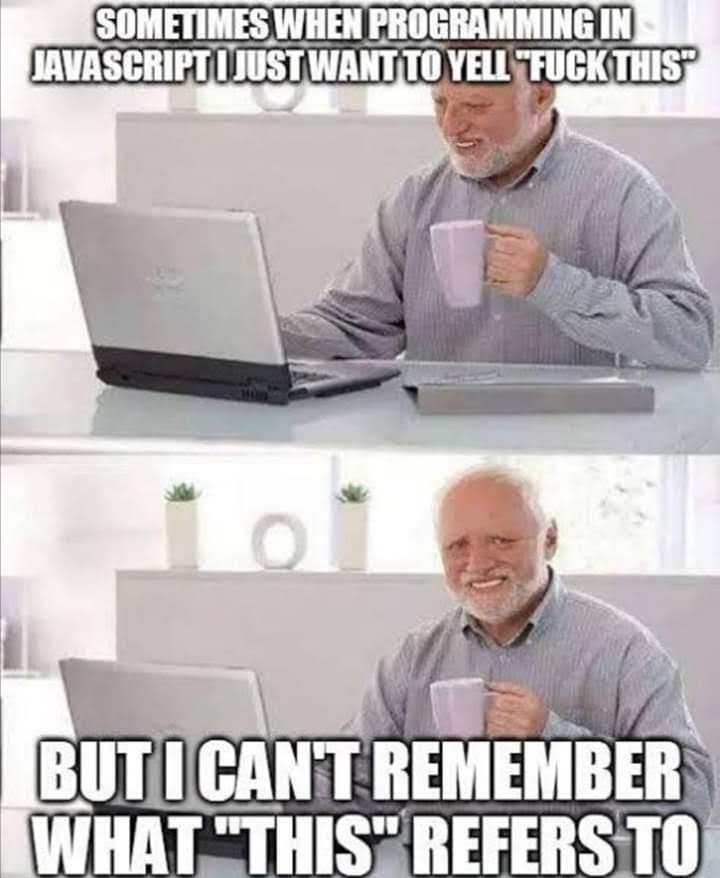 SOMETIMES WHEN PROGRAMMING IN
JAVASCRIPT I JUST WANT TO YELL "FUCK THIS"
BUT I CAN'T REMEMBER
WHAT "THIS" REFERS TO